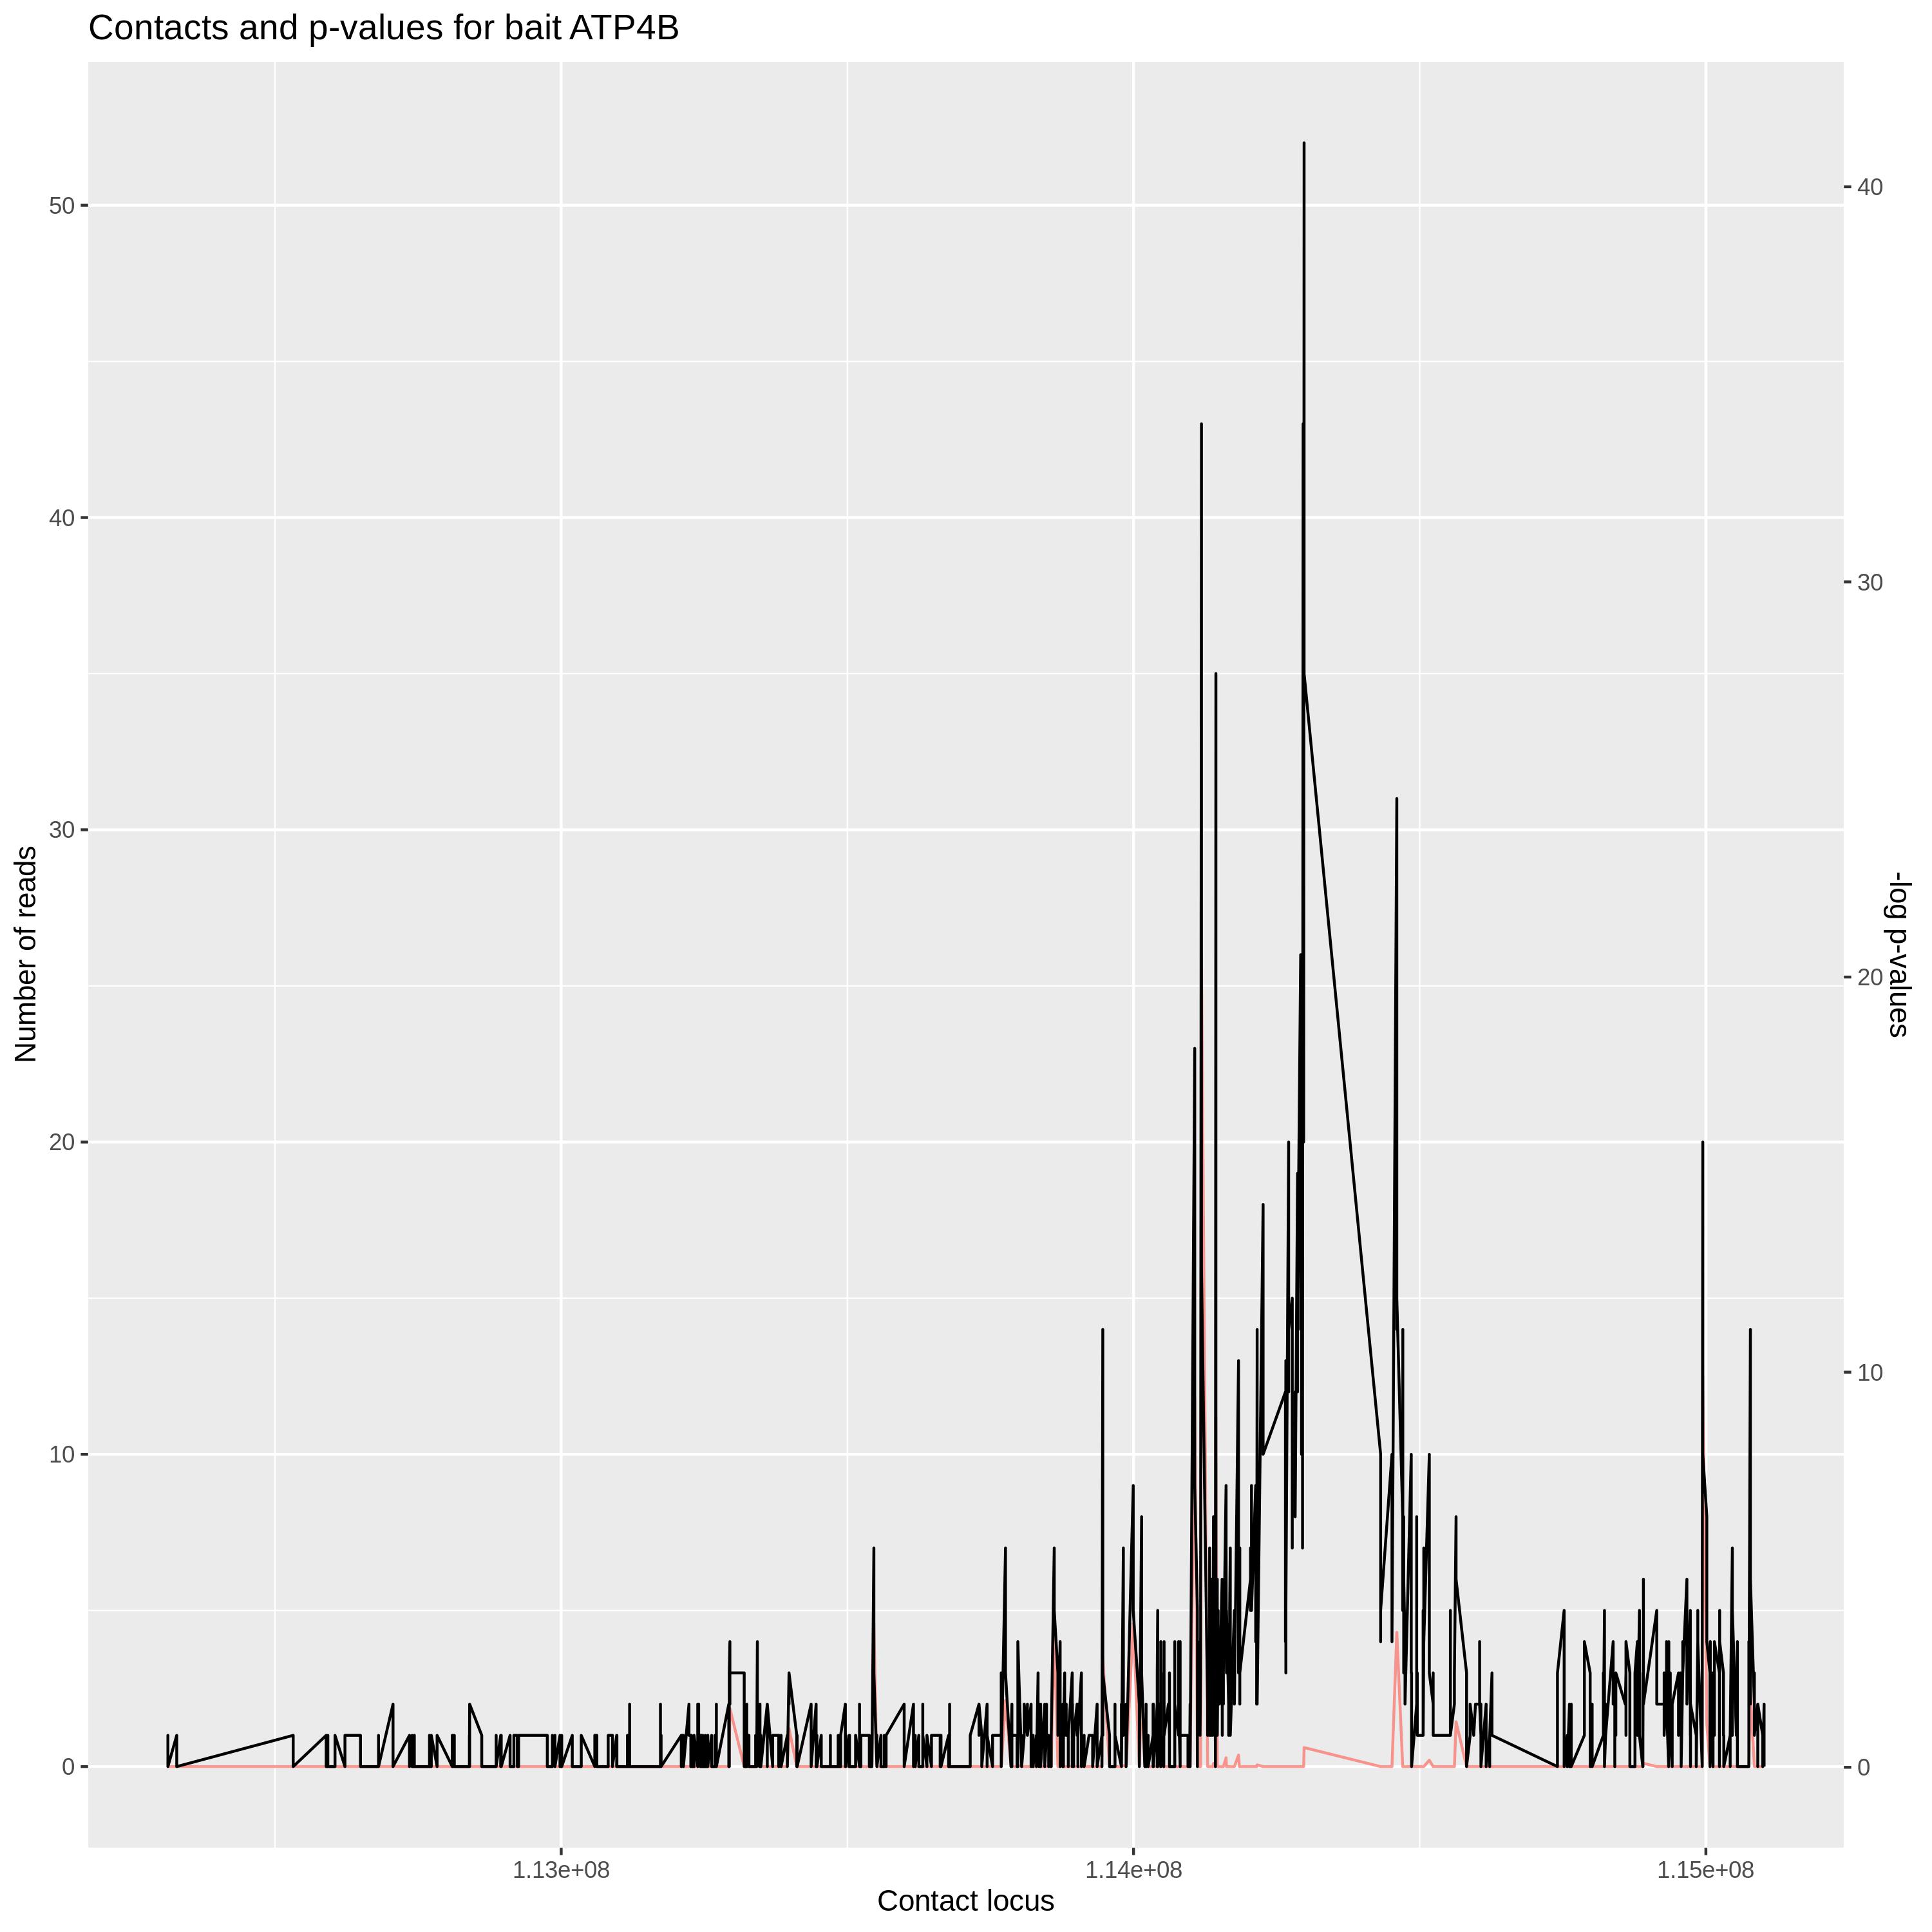 Contacts and p-values for bait ATP4B
50
40
30
20
10
0
Number of reads
40
30
20
10
0
-log p-values
1.13e+08
1.14e+08
1.15e+08
Contact locus